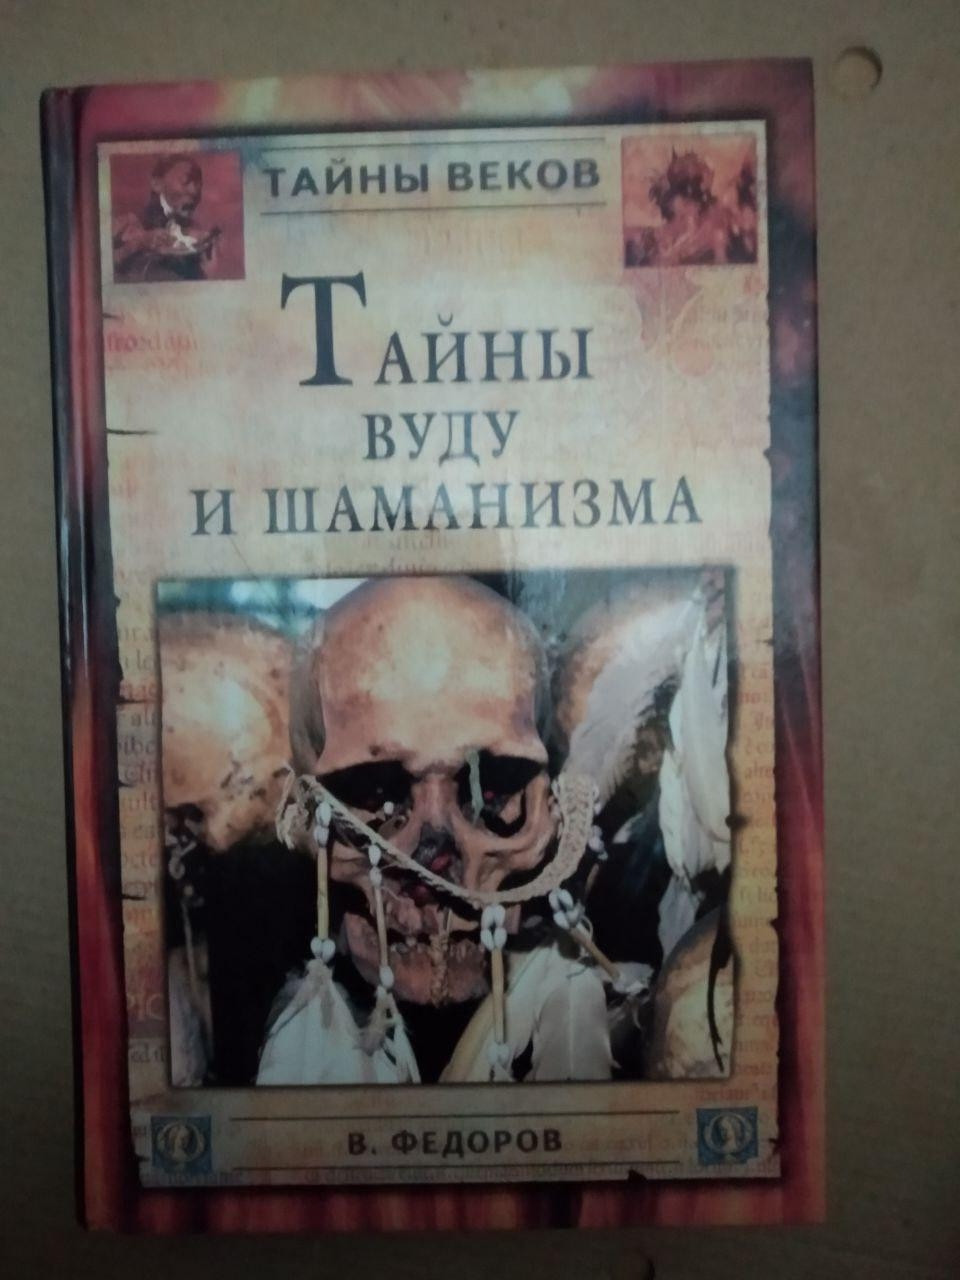 ТАЙНЫ ВЕКОВ
ТАЙНЫ
ВУДУ
И ШАМАНИЗМА
В. ФЕДОРОВ